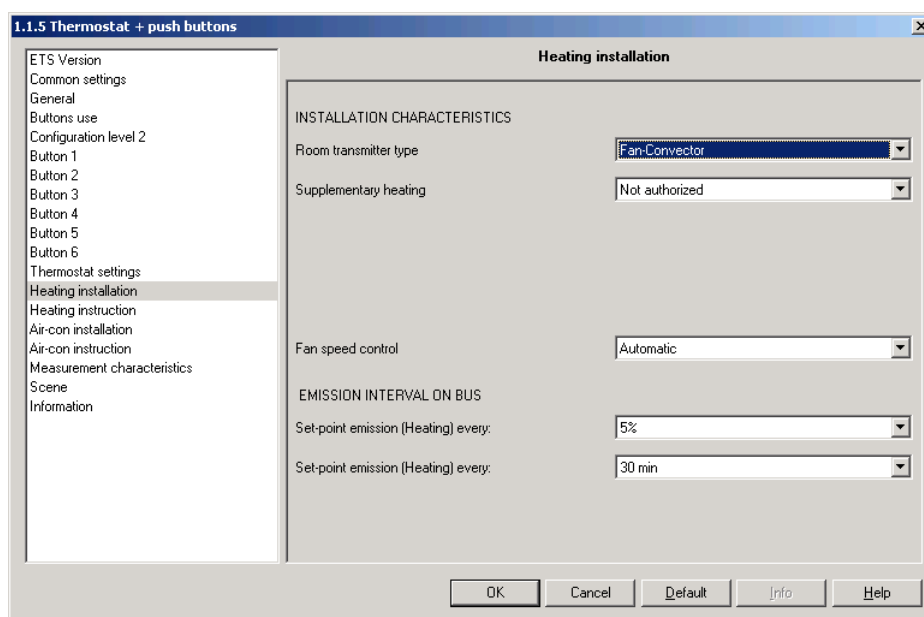 1.1.5 Thermostat + push buttons
ETS Version
Common settings
General
Buttons use
Configuration level 2
Button 1
Button 2
Button 3
Button 4
Button 5
Button 6
Thermostat settings
Heating installation
Heating instruction
Air-con installation
Air-con instruction
Measurement characteristics
Scene
Information
Heating installation
INSTALLATION CHARACTERISTICS
Room transmitter type Fan-Convector
Supplementary heating Not authorized
Fan speed control Automatic
EMISSION INTERVAL ON BUS
Set-point emission (Heating) every: 5%
Set-point emission (Heating) every: 30 min
OK Cancel Default Info Help